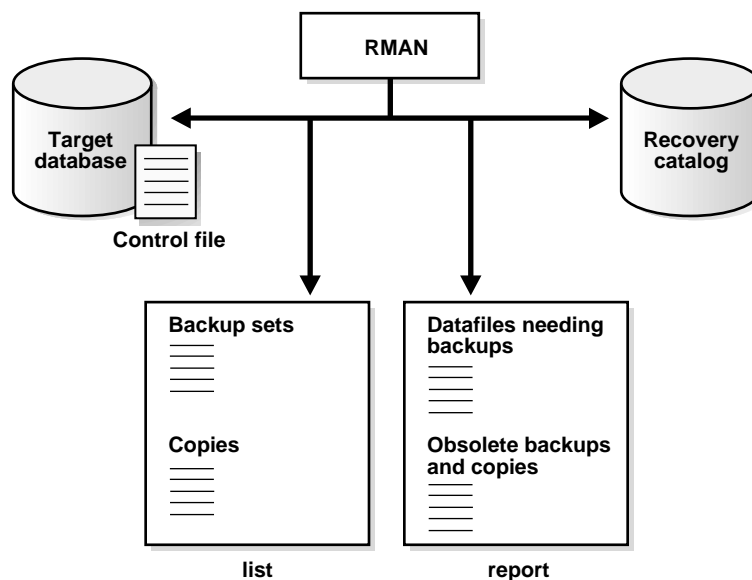 RMAN
Target
database
Recovery
catalog
Control file
Backup sets
Copies
Datafiles needing
backups
Obsolete backups
and copies
list
report